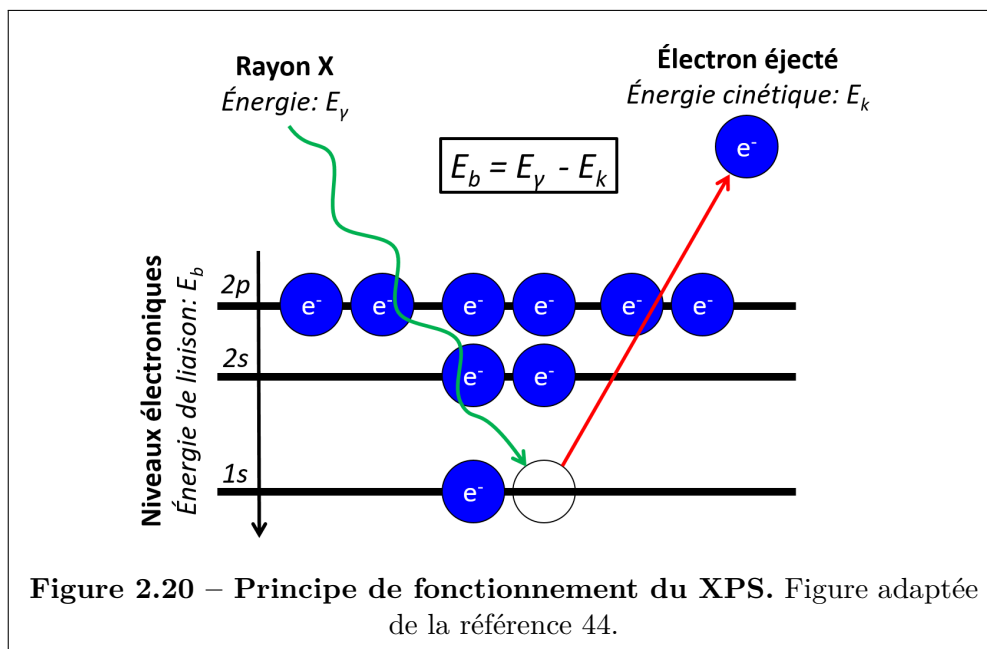 Rayon X
Énergie: Eγ
Électron éjecté
Énergie cinétique: Ek
e-
Eb = Eγ - Ek
Niveaux électroniques
Énergie de liaison: Eb
2p
e- e- e- e- e- e-
2s
e- e-
1s
e-
Figure 2.20 – Principe de fonctionnement du XPS. Figure adaptée
de la référence 44.